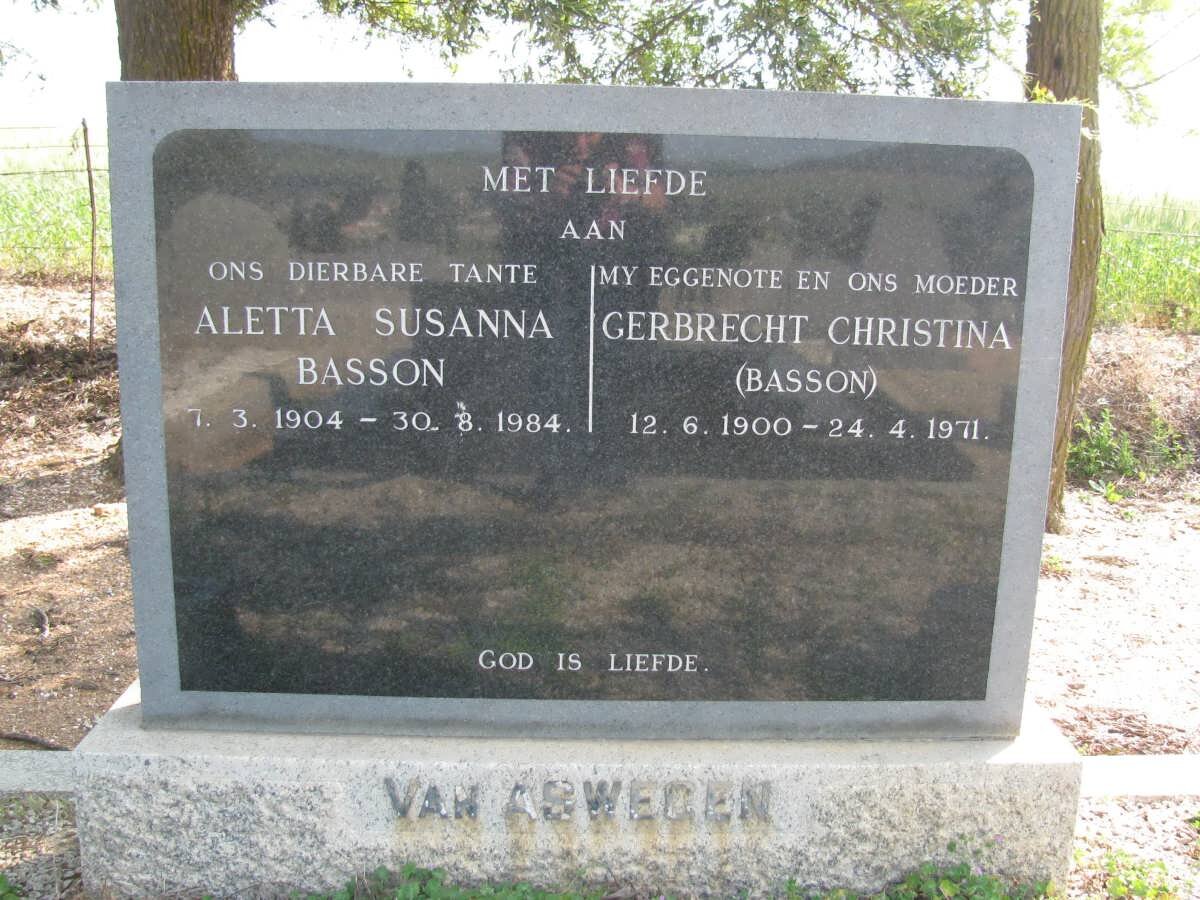 MET LIEFDE
AAN
ONS DIERBARE TANTE
ALETTA SUSANNA
BASSON
7. 3. 1904 – 30. 8. 1984.
MY EGGENOTE EN ONS MOEDER
GERBRECHT CHRISTINA
(BASSON)
12. 6. 1900 – 24. 4. 1971.
GOD IS LIEFDE.
VAN ASWEGEN